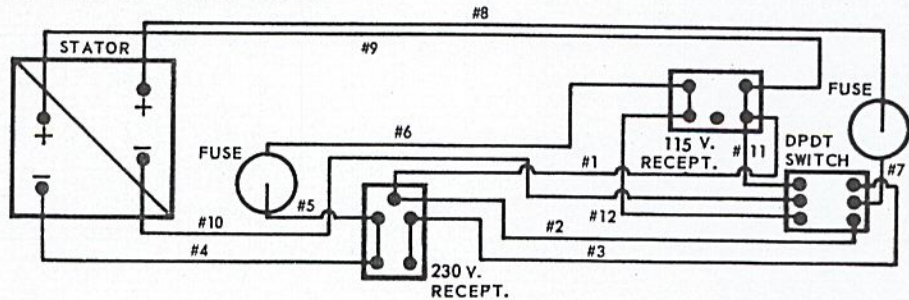 #8
STATOR
#9
+
+
FUSE
#6
115 V.
RECEPT.
# 11
DPDT
SWITCH
FUSE
#7
#1
#5
#12
#10
#2
#4
#3
230 V.
RECEPT.